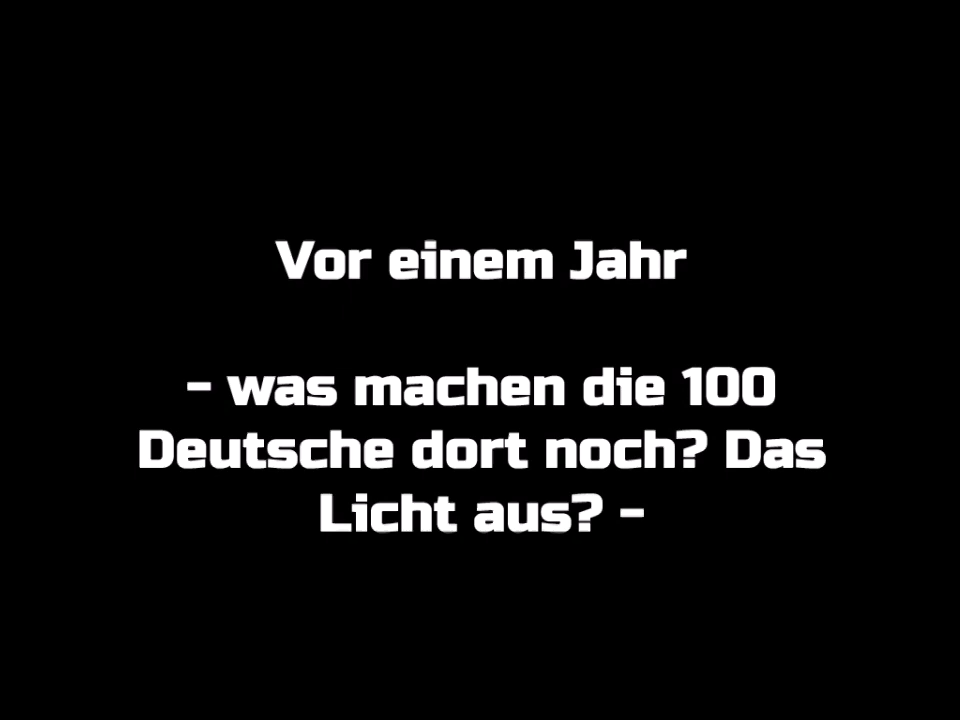 Vor einem Jahr
- was machen die 100
Deutsche dort noch? Das
Licht aus? -